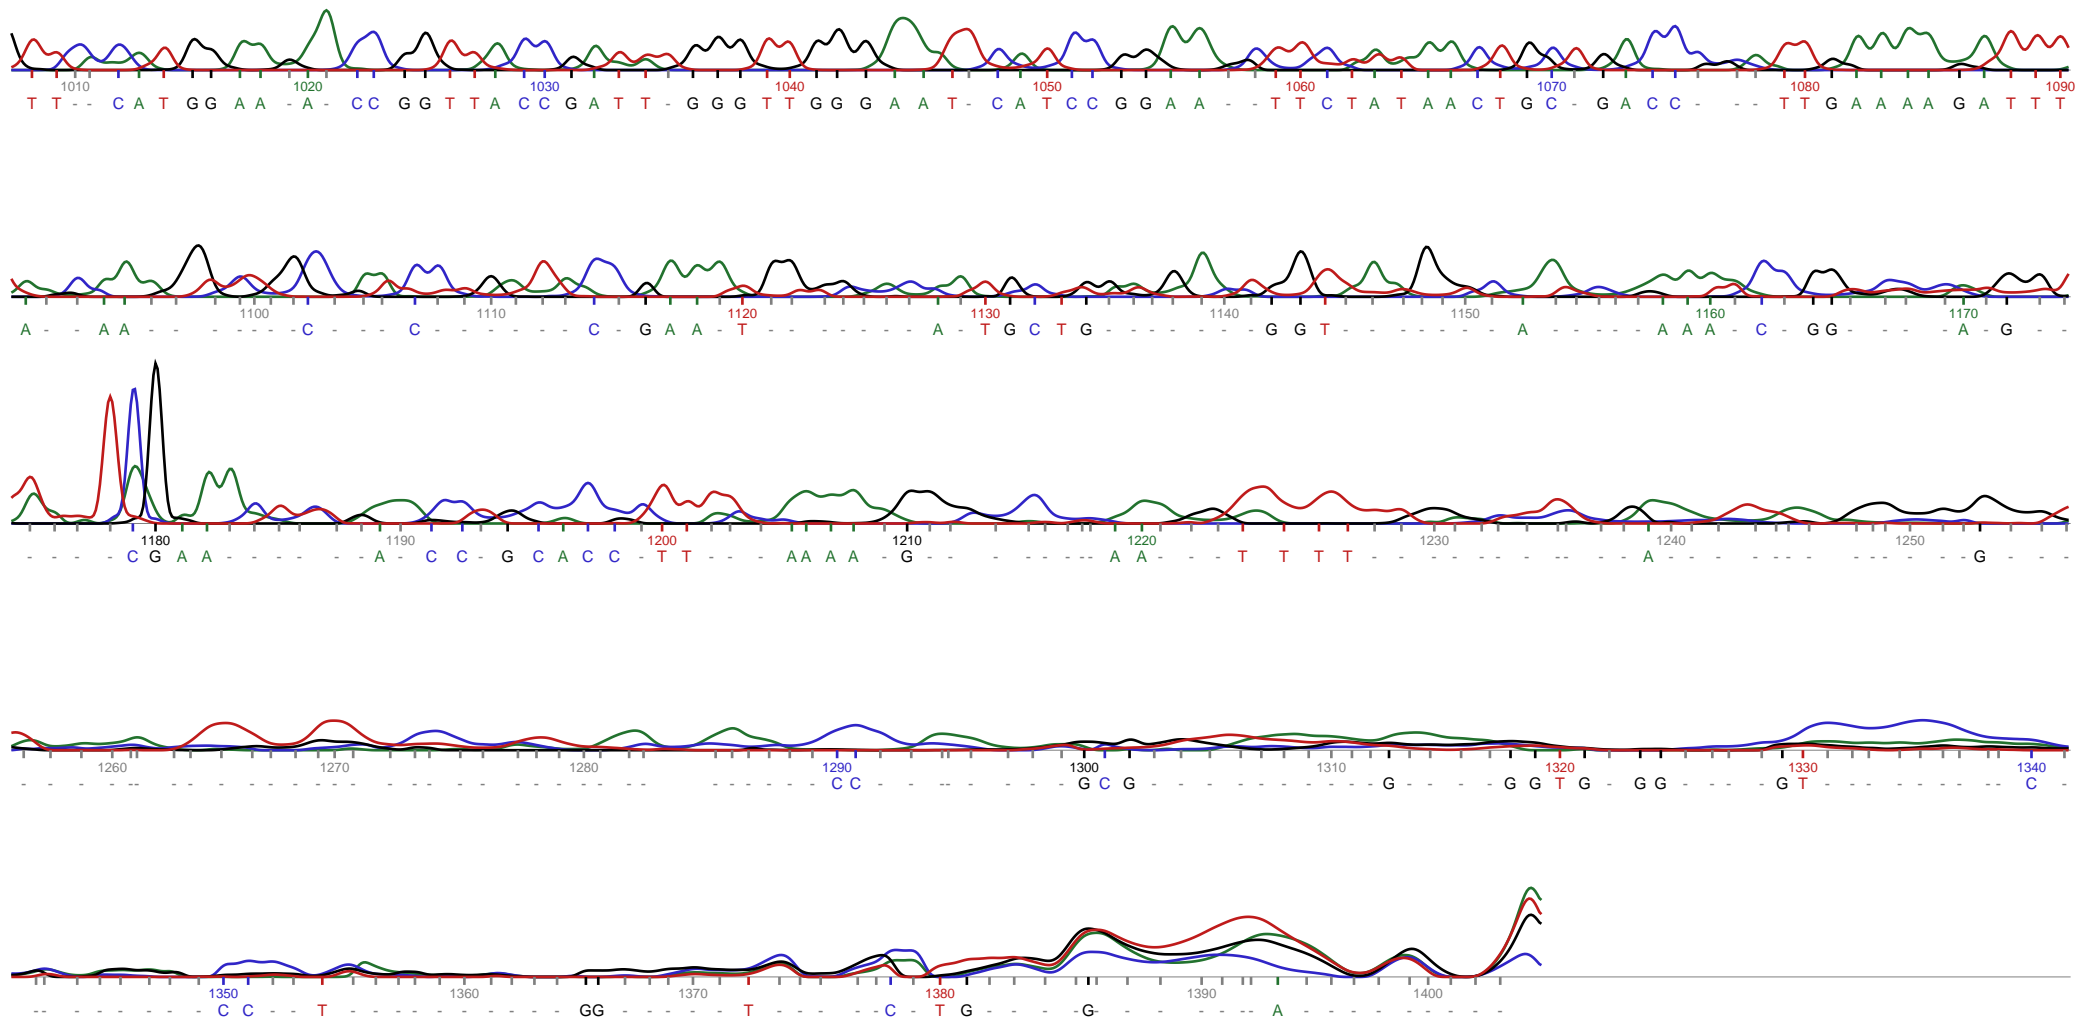 1010 1020 1030 1040 1050 1060 1070 1080 1090
T T - - C A T G G A A - A - C C G G T T A C C G A T T - G G G T T G G G A A T - C A T C C G G A A - - T T C T A T A A C T G C - G A C C - - - T T G A A A A G A T T T
1100 1110 1120 1130 1140 1150 1160 1170
A - - A A - - - - - - C - - - C - - - - - - C - G A A - T - - - - - - - A - T G C T G - - - - - - - G G T - - - - - - - A - - - - A A A - C - G G - - - - A - G - -
1180 1190 1200 1210 1220 1230 1240 1250
- - - - C G A A - - - - - - A - C C - G C A C C - T T - - - A A A A - G - - - - - - - - A A - - - T T T T - - - - - - - - - - A - - - - - - - - - - - - G - - -
1260 1270 1280 1290 1300 1310 1320 1330 1340
- - - - - - - - - - - - - - - - - - - - - - - - - - - - - - - - C C - - - - - - - - - G C G - - - - - - - - - G - - - - G G T G - G G - - - - G T - - - - - - - - - C -
1350 1360 1370 1380 1390 1400
- - - - - - - - C C - - T - - - - - - - - - G G - - - - - T - - - - - C - T G - - - - G - - - - - - - A - - - - - - - - -